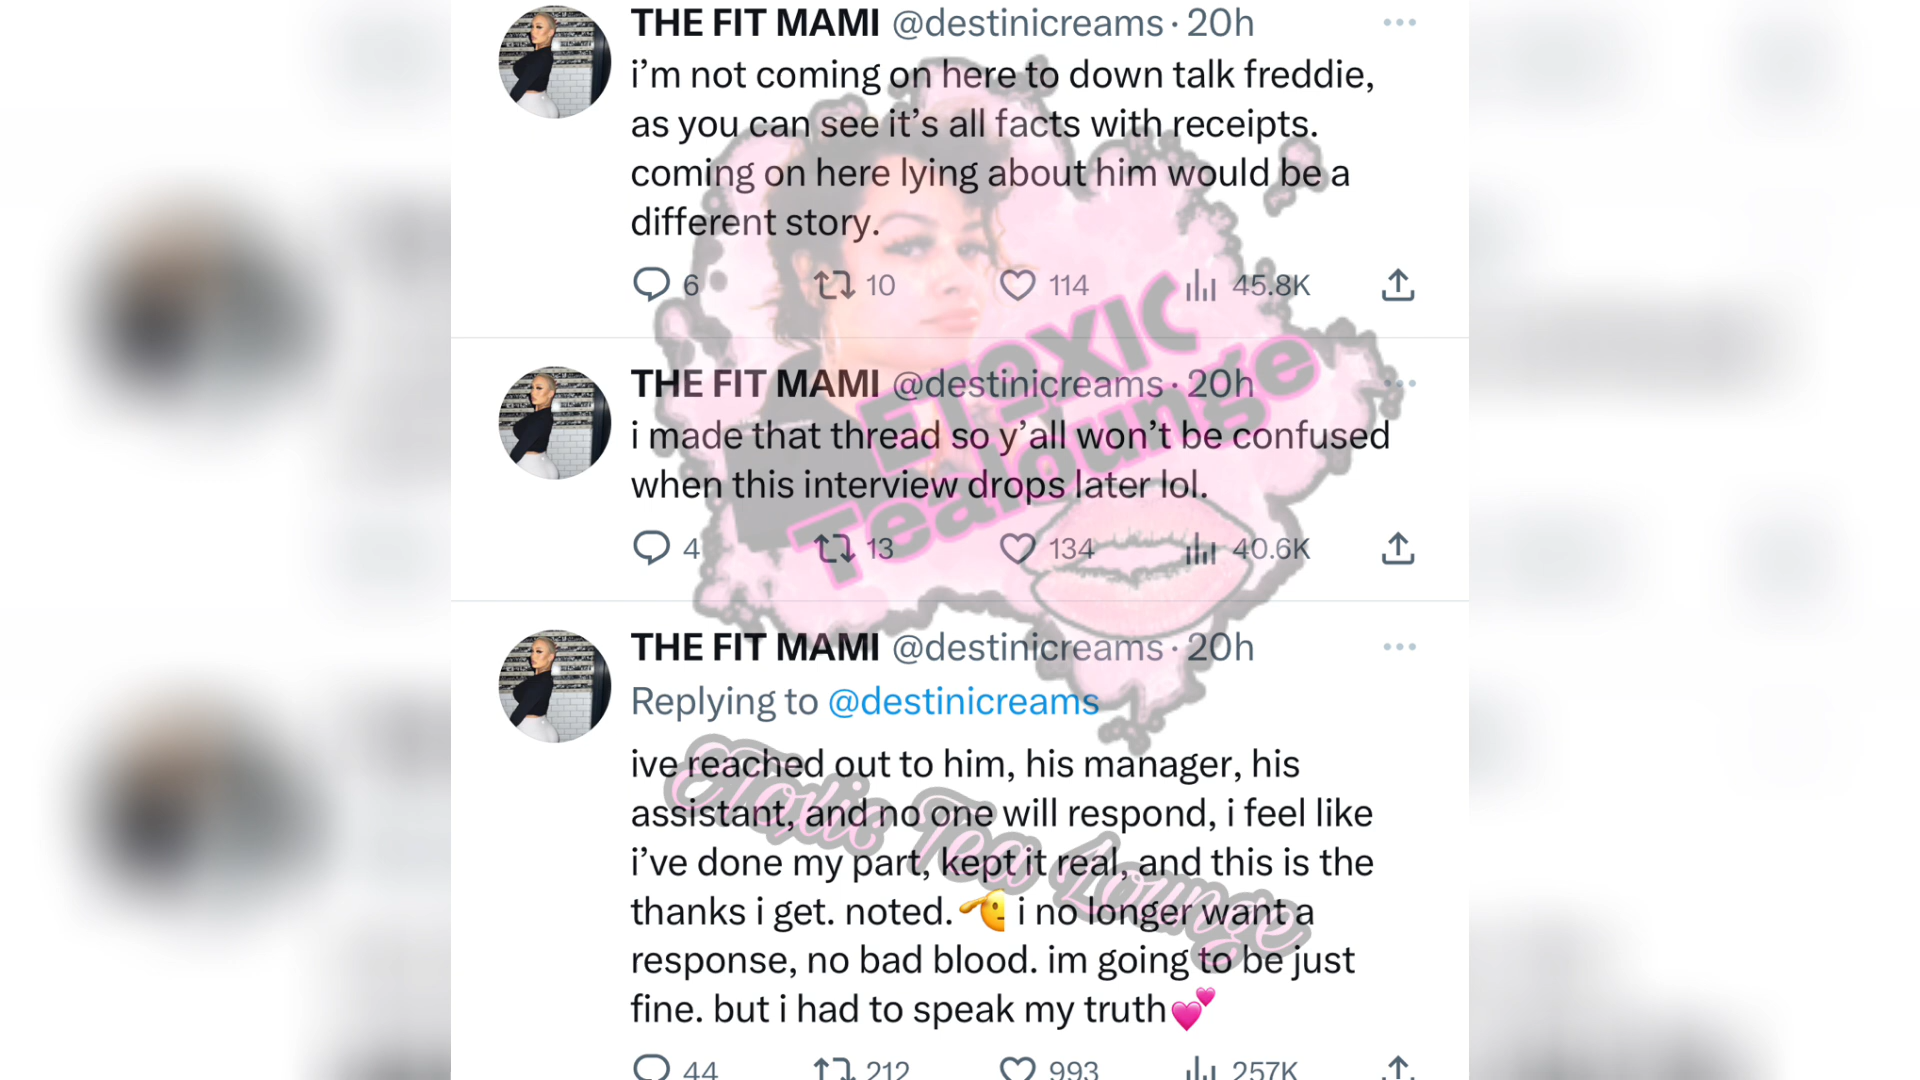 THE FIT MAMI @destinicreams · 20h
i’m not coming on here to down talk freddie,
as you can see it’s all facts with receipts.
coming on here lying about him would be a
different story.
6 10 114 45.8K
THE FIT MAMI @destinicreams · 20h
i made that thread so y’all won’t be confused
when this interview drops later lol.
4 13 134 40.6K
THE FIT MAMI @destinicreams · 20h
Replying to @destinicreams
ive reached out to him, his manager, his
assistant, and no one will respond, i feel like
i’ve done my part, kept it real, and this is the
thanks i get. noted. 🫡 i no longer want a
response, no bad blood. im going to be just
fine. but i had to speak my truth💕
44 212 993 257K
EToxic
Tealounge
EToxic Tea Lounge